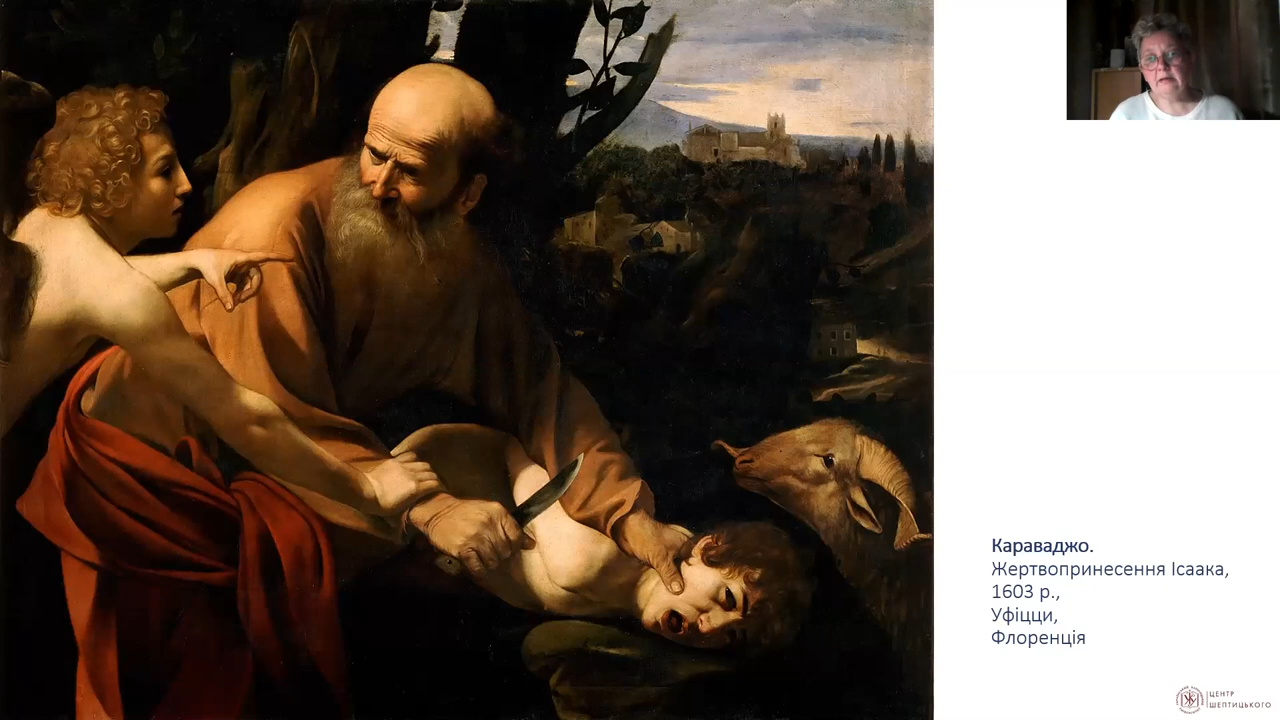 Караваджо.
Жертвопринесення Ісаака,
1603 р.,
Уфіцци,
Флоренція
ЦЕНТР
ШЕПТИЦЬКОГО